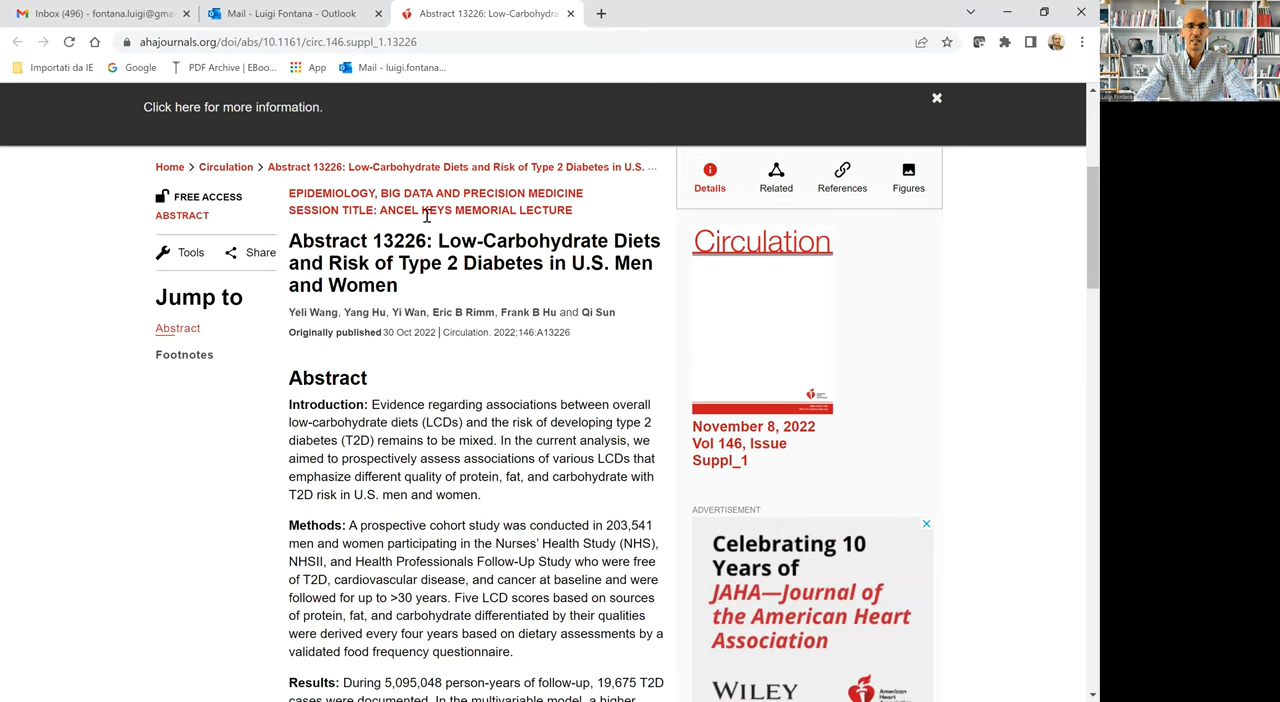 Inbox (496) - fontana.luigi@gma
Mail - Luigi Fontana - Outlook
Abstract 13226: Low-Carbohydra
ahajournals.org/doi/abs/10.1161/circ.146.suppl_1.13226
Importati da IE
Google
PDF Archive | EBoo...
App
Mail - luigi.fontana...
Luigi Fontana
Click here for more information.
Home > Circulation > Abstract 13226: Low-Carbohydrate Diets and Risk of Type 2 Diabetes in U.S. ...
FREE ACCESS
ABSTRACT
Tools
Share
Jump to
Abstract
Footnotes
EPIDEMIOLOGY, BIG DATA AND PRECISION MEDICINE
SESSION TITLE: ANCEL KEYS MEMORIAL LECTURE
Abstract 13226: Low-Carbohydrate Diets
and Risk of Type 2 Diabetes in U.S. Men
and Women
Yeli Wang, Yang Hu, Yi Wan, Eric B Rimm, Frank B Hu and Qi Sun
Originally published 30 Oct 2022 | Circulation. 2022;146:A13226
Abstract
Introduction: Evidence regarding associations between overall
low-carbohydrate diets (LCDs) and the risk of developing type 2
diabetes (T2D) remains to be mixed. In the current analysis, we
aimed to prospectively assess associations of various LCDs that
emphasize different quality of protein, fat, and carbohydrate with
T2D risk in U.S. men and women.
Methods: A prospective cohort study was conducted in 203,541
men and women participating in the Nurses' Health Study (NHS),
NHSII, and Health Professionals Follow-Up Study who were free
of T2D, cardiovascular disease, and cancer at baseline and were
followed for up to >30 years. Five LCD scores based on sources
of protein, fat, and carbohydrate differentiated by their qualities
were derived every four years based on dietary assessments by a
validated food frequency questionnaire.
Results: During 5,095,048 person-years of follow-up, 19,675 T2D
cases were documented. In the multivariable model, a higher
Details
Related
References
Figures
Circulation
November 8, 2022
Vol 146, Issue
Suppl_1
ADVERTISEMENT
Celebrating 10
Years of
JAHA—Journal of
the American Heart
Association
WILEY
American
Heart